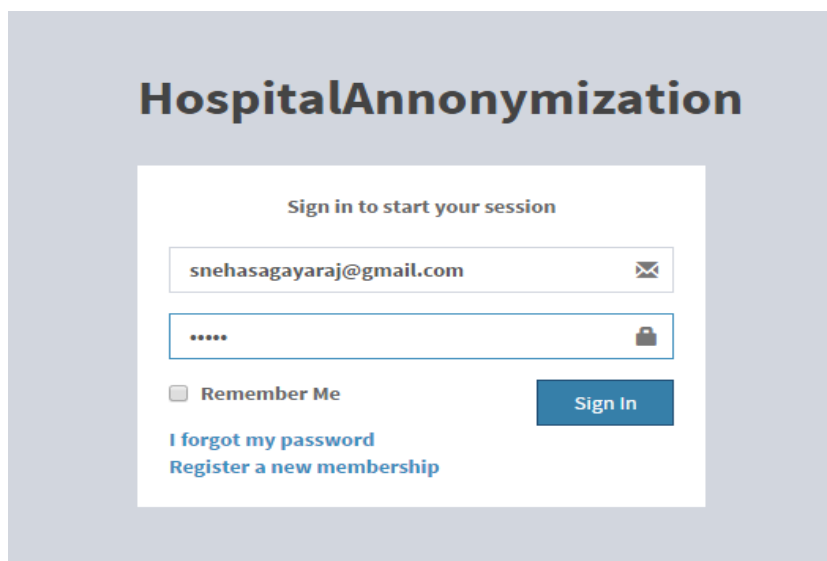 HospitalAnnonymization
Sign in to start your session
snehasagayaraj@gmail.com
•••••
Remember Me
Sign In
I forgot my password
Register a new membership